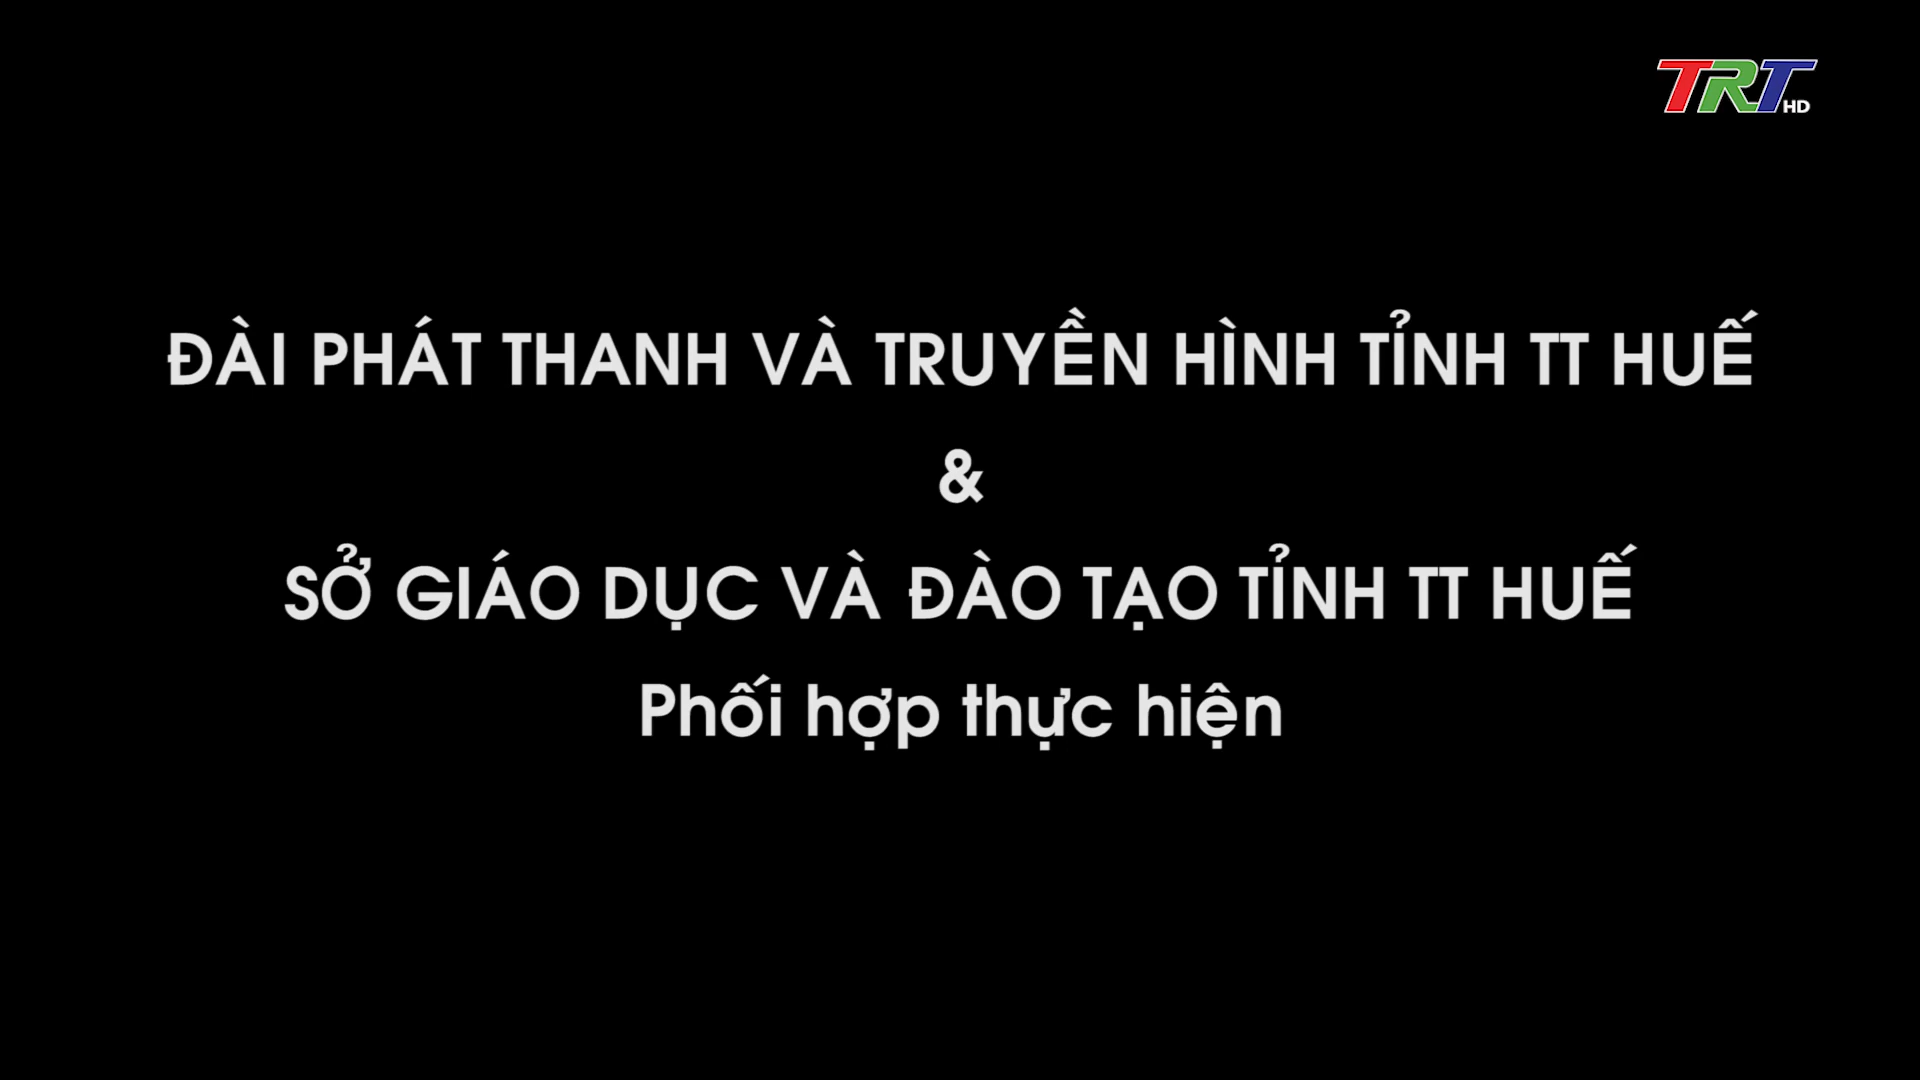 TRT HD
ĐÀI PHÁT THANH VÀ TRUYỀN HÌNH TỈNH TT HUẾ
&
SỞ GIÁO DỤC VÀ ĐÀO TẠO TỈNH TT HUẾ
Phối hợp thực hiện